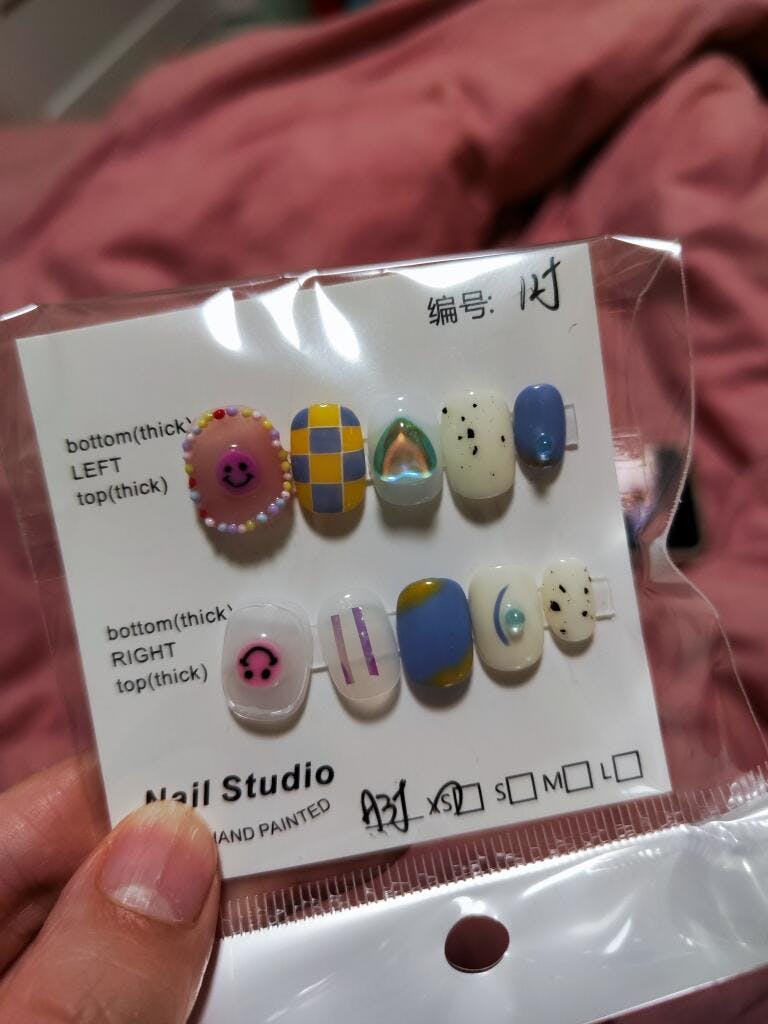 编号:
bottom(thick)
LEFT
top(thick)
bottom(thick)
RIGHT
top(thick)
Nail Studio
HAND PAINTED
XS S M L